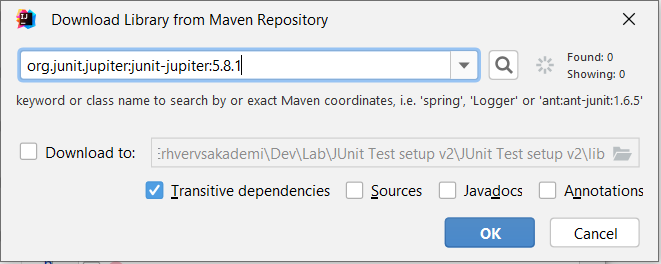 Download Library from Maven Repository
org.junit.jupiter:junit-jupiter:5.8.1
Found: 0
Showing: 0
keyword or class name to search by or exact Maven coordinates, i.e. 'spring', 'Logger' or 'ant:ant-junit:1.6.5'
Download to: Erhvervsakademi\Dev\Lab\JUnit Test setup v2\JUnit Test setup v2\lib
Transitive dependencies Sources Javadocs Annotations
OK Cancel